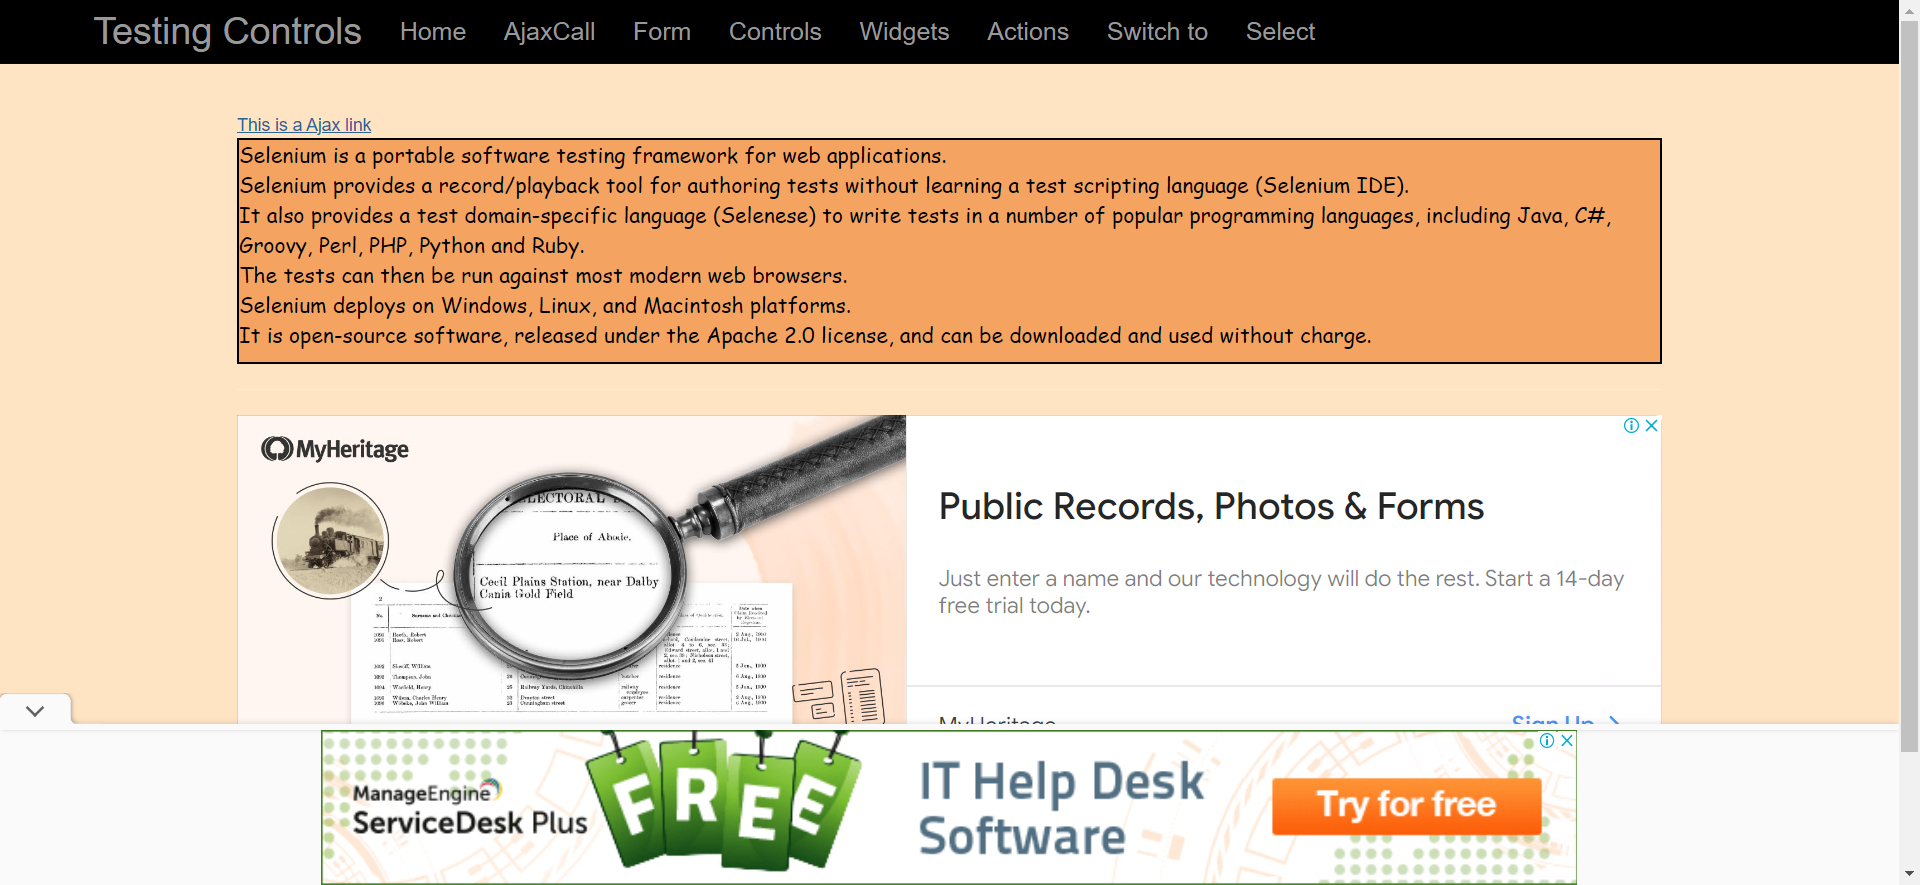 Testing Controls Home AjaxCall Form Controls Widgets Actions Switch to Select
This is a Ajax link
Selenium is a portable software testing framework for web applications.
Selenium provides a record/playback tool for authoring tests without learning a test scripting language (Selenium IDE).
It also provides a test domain-specific language (Selenese) to write tests in a number of popular programming languages, including Java, C#,
Groovy, Perl, PHP, Python and Ruby.
The tests can then be run against most modern web browsers.
Selenium deploys on Windows, Linux, and Macintosh platforms.
It is open-source software, released under the Apache 2.0 license, and can be downloaded and used without charge.
MyHeritage
Place of Abode.
Cecil Plains Station, near Dalby
Cania Gold Field
Public Records, Photos & Forms
Just enter a name and our technology will do the rest. Start a 14-day
free trial today.
MyHeritage
Sign Up
ManageEngine
ServiceDesk Plus
FREE
IT Help Desk
Software
Try for free